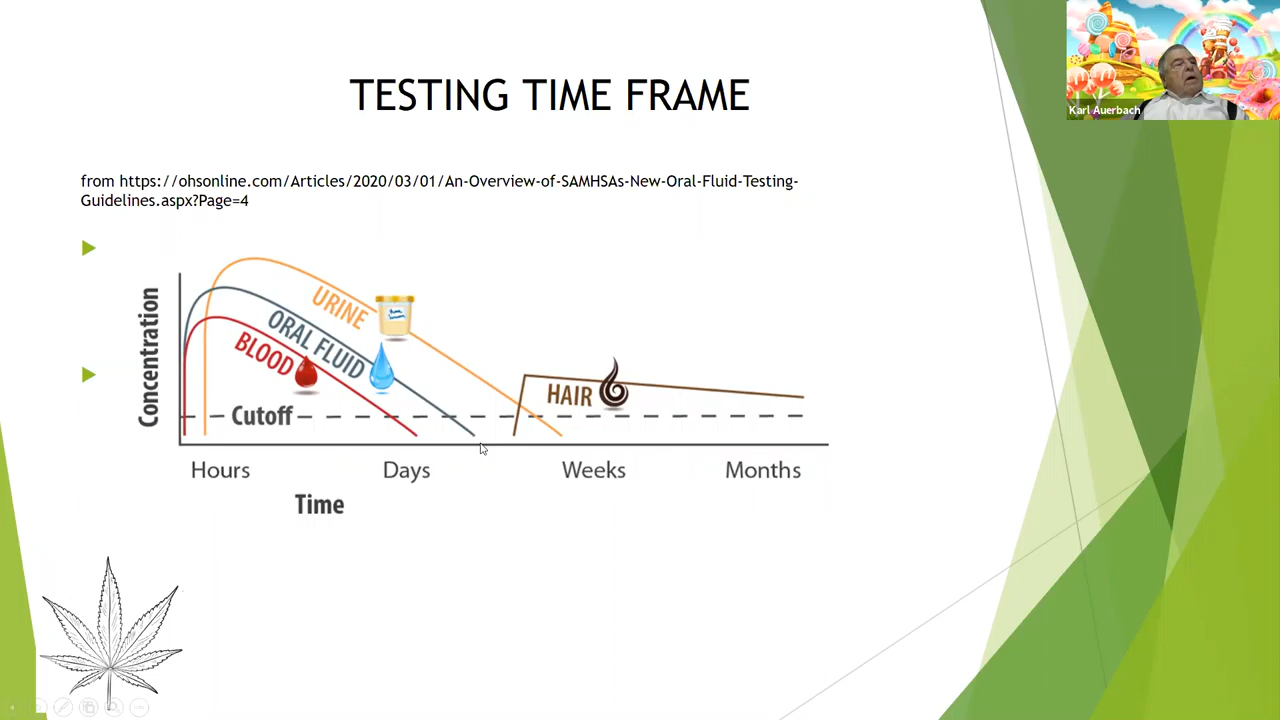 TESTING TIME FRAME
Karl Auerbach
from https://ohsonline.com/Articles/2020/03/01/An-Overview-of-SAMHSAs-New-Oral-Fluid-Testing-
Guidelines.aspx?Page=4
Concentration
URINE
ORAL FLUID
BLOOD
HAIR
Cutoff
Hours
Days
Weeks
Months
Time